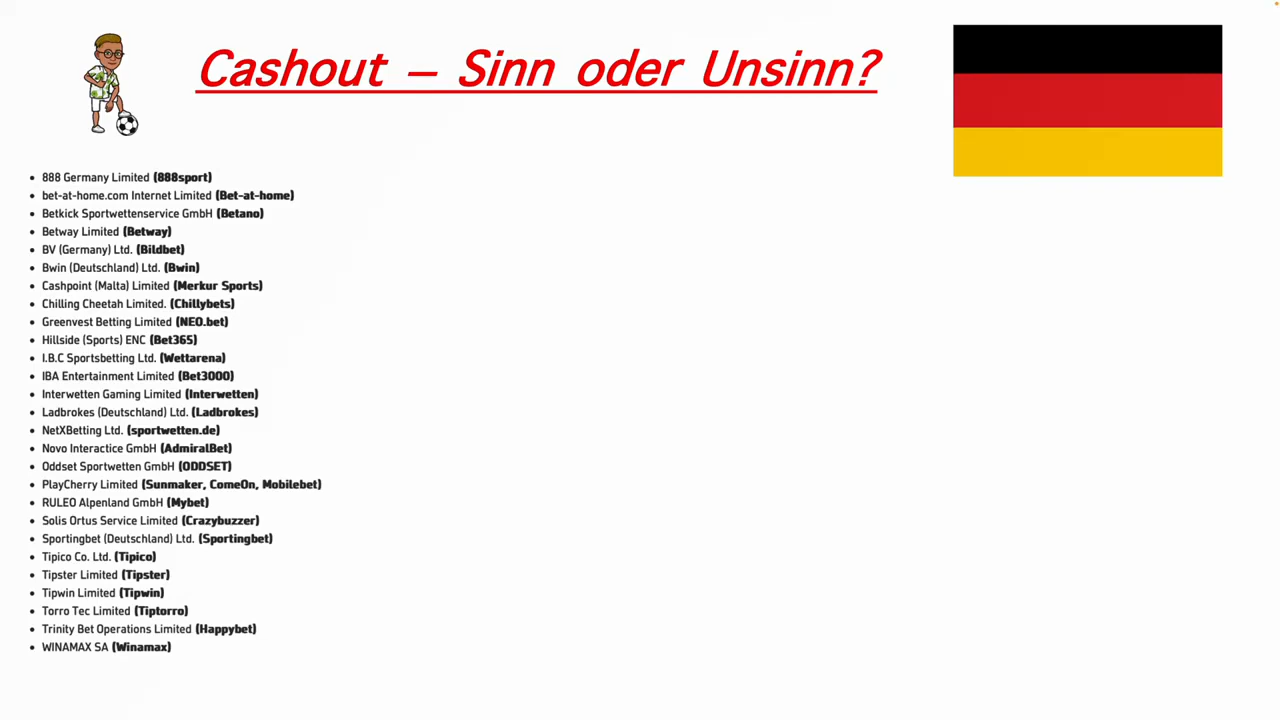 Cashout – Sinn oder Unsinn?
• 888 Germany Limited (888sport)
• bet-at-home.com Internet Limited (Bet-at-home)
• Betkick Sportwettenservice GmbH (Betano)
• Betway Limited (Betway)
• BV (Germany) Ltd. (Bildbet)
• Bwin (Deutschland) Ltd. (Bwin)
• Cashpoint (Malta) Limited (Merkur Sports)
• Chilling Cheetah Limited. (Chillybets)
• Greenvest Betting Limited (NEO.bet)
• Hillside (Sports) ENC (Bet365)
• I.B.C Sportsbetting Ltd. (Wettarena)
• IBA Entertainment Limited (Bet3000)
• Interwetten Gaming Limited (Interwetten)
• Ladbrokes (Deutschland) Ltd. (Ladbrokes)
• NetXBetting Ltd. (sportwetten.de)
• Novo Interactice GmbH (AdmiralBet)
• Oddset Sportwetten GmbH (ODDSET)
• PlayCherry Limited (Sunmaker, ComeOn, Mobilebet)
• RULEO Alpenland GmbH (Mybet)
• Solis Ortus Service Limited (Crazybuzzer)
• Sportingbet (Deutschland) Ltd. (Sportingbet)
• Tipico Co. Ltd. (Tipico)
• Tipster Limited (Tipster)
• Tipwin Limited (Tipwin)
• Torro Tec Limited (Tiptorro)
• Trinity Bet Operations Limited (Happybet)
• WINAMAX SA (Winamax)